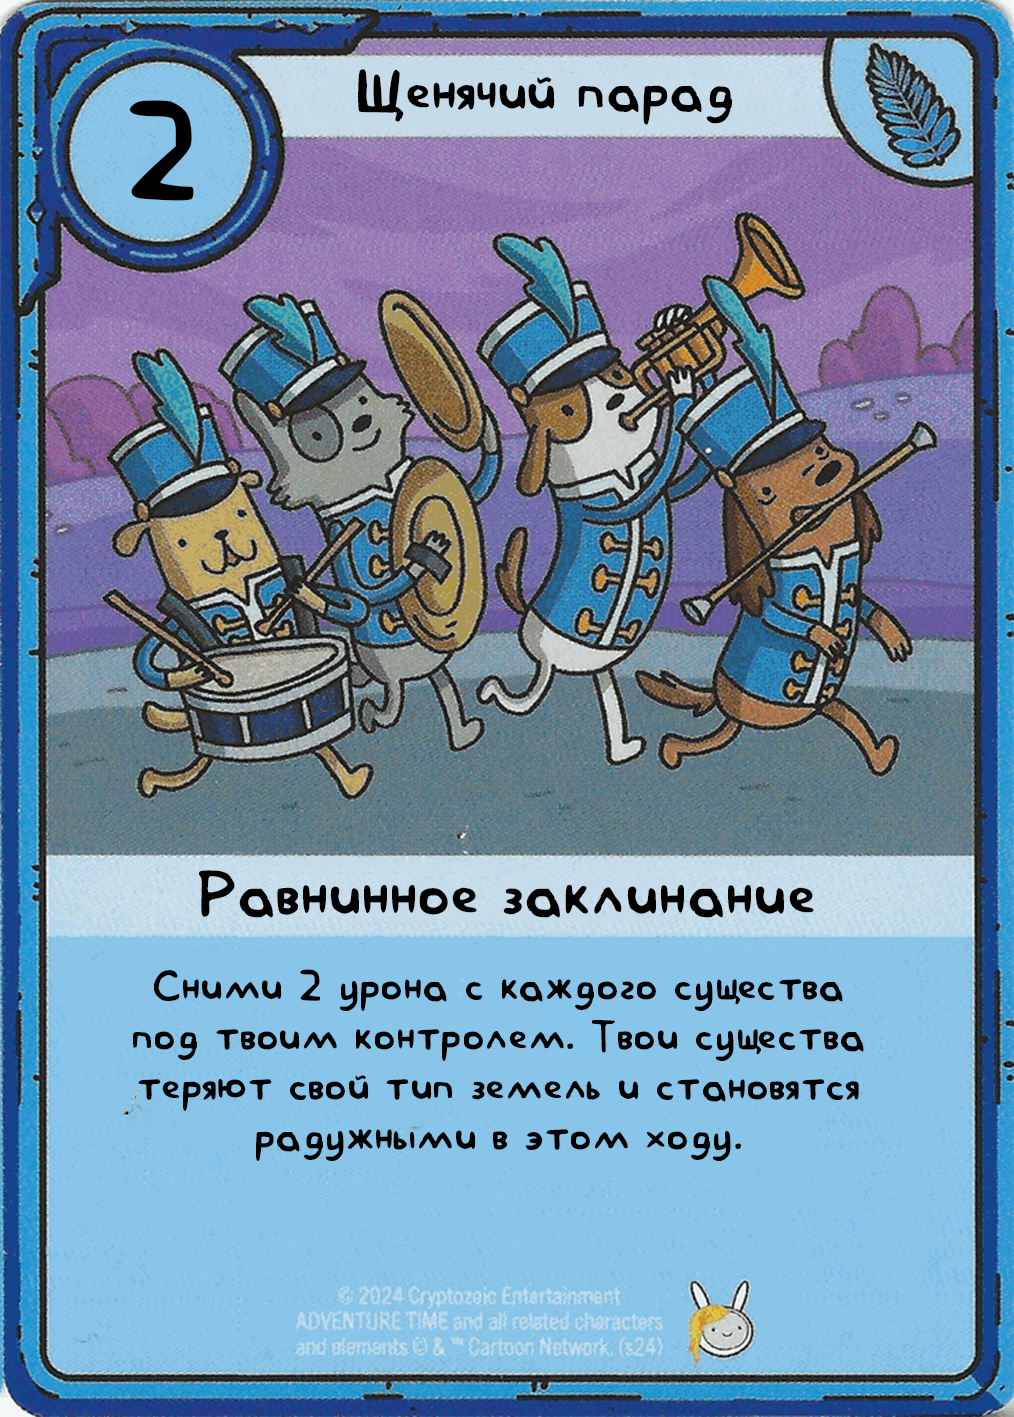 2
Щенячий парад
Равнинное заклинание
Сними 2 урона с каждого существа
под твоим контролем. Твои существа
теряют свой тип земель и становятся
радужными в этом ходу.
© 2024 Cryptozoic Entertainment
ADVENTURE TIME and all related characters
and elements © & ™ Cartoon Network. (s24)